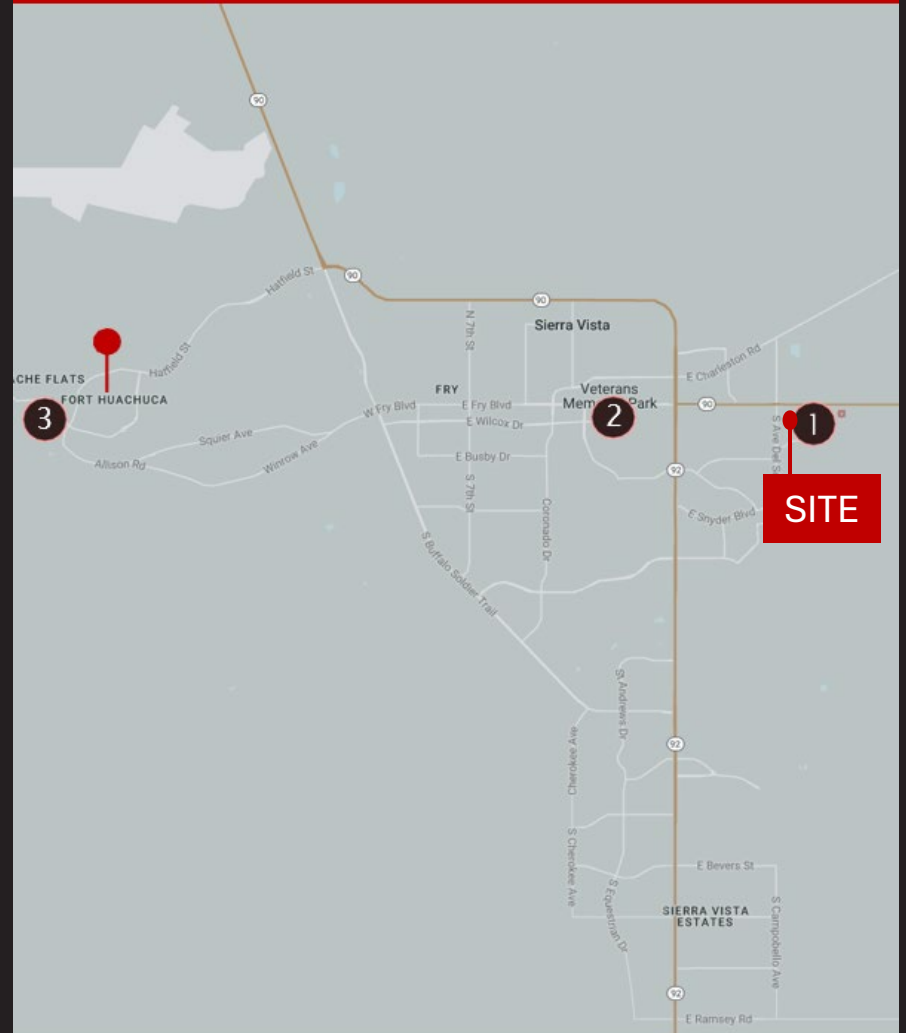 90
90
Hatfield St
90
N 7th St
Sierra Vista
Hatfield St
E Charleston Rd
ACHE FLATS
FORT HUACHUCA
FRY
Veterans
Mem Park
W Fry Blvd
E Fry Blvd
90
3
2
1
E Wilcox Dr
S Ave Del S
Squier Ave
Allison Rd
Winrow Ave
E Busby Dr
92
S 7th St
Coronado Dr
E Snyder Blvd
SITE
S Buffalo Soldier Trail
St Andrews Dr
92
Cherokee Ave
S Cherokee Ave
E Bevers St
S Equestrian Dr
SIERRA VISTA
ESTATES
S Campobello Ave
92
E Ramsey Rd